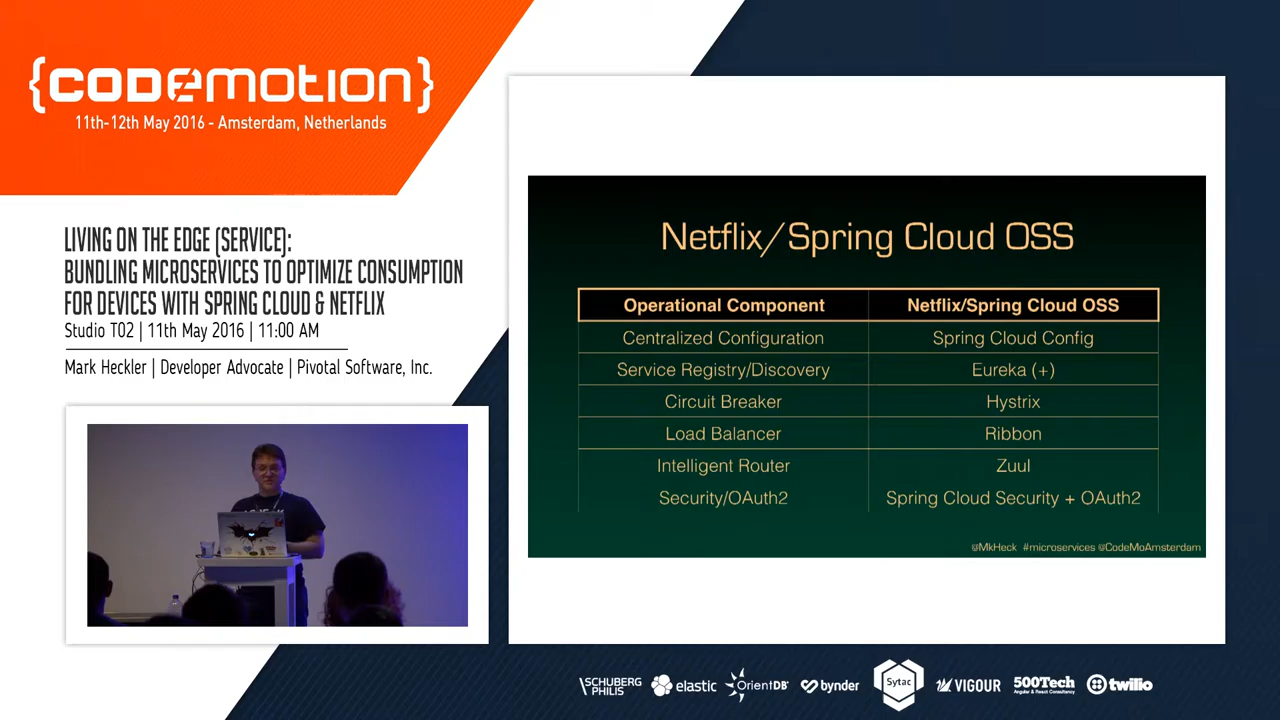 {CODEMOTION}
11th-12th May 2016 - Amsterdam, Netherlands
LIVING ON THE EDGE (SERVICE):
BUNDLING MICROSERVICES TO OPTIMIZE CONSUMPTION
FOR DEVICES WITH SPRING CLOUD & NETFLIX
Studio T02 | 11th May 2016 | 11:00 AM
Mark Heckler | Developer Advocate | Pivotal Software, Inc.
Netflix/Spring Cloud OSS
Operational Component Netflix/Spring Cloud OSS
Centralized Configuration Spring Cloud Config
Service Registry/Discovery Eureka (+)
Circuit Breaker Hystrix
Load Balancer Ribbon
Intelligent Router Zuul
Security/OAuth2 Spring Cloud Security + OAuth2
@MkHeck #microservices @CodeMoAmsterdam
SCHUBERG
PHILIS
elastic
OrientDB
bynder
Sytac
VIGOUR
500Tech
Angular & React Consultancy
twilio